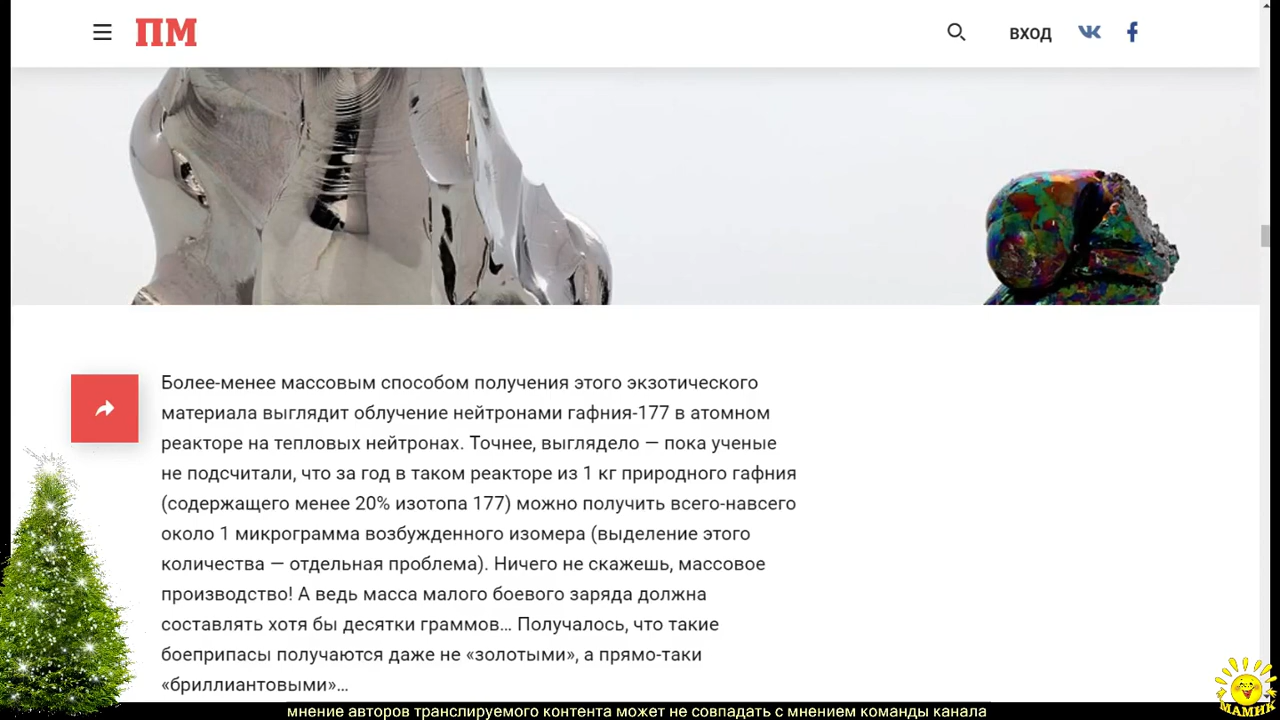 ПМ
ВХОД
Более-менее массовым способом получения этого экзотического
материала выглядит облучение нейтронами гафния-177 в атомном
реакторе на тепловых нейтронах. Точнее, выглядело — пока ученые
не подсчитали, что за год в таком реакторе из 1 кг природного гафния
(содержащего менее 20% изотопа 177) можно получить всего-навсего
около 1 микрограмма возбужденного изомера (выделение этого
количества — отдельная проблема). Ничего не скажешь, массовое
производство! А ведь масса малого боевого заряда должна
составлять хотя бы десятки граммов… Получалось, что такие
боеприпасы получаются даже не «золотыми», а прямо-таки
«бриллиантовыми»…
МАМИК
мнение авторов транслируемого контента может не совпадать с мнением команды канала